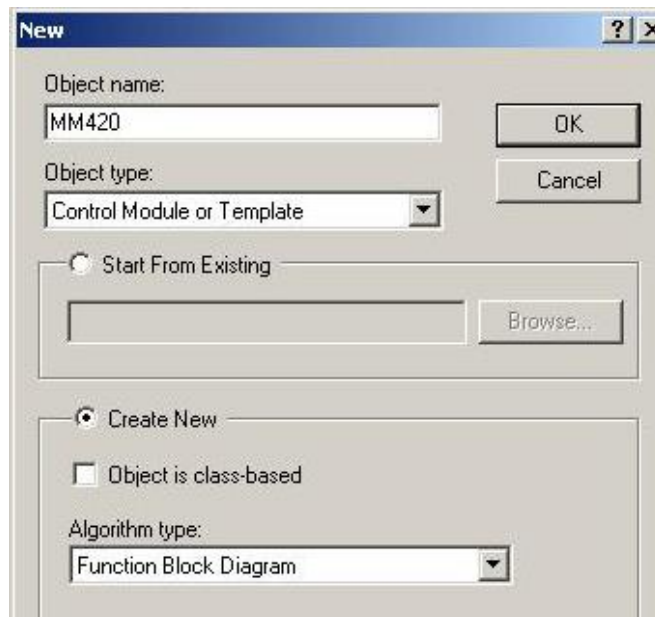 New
Object name:
MM420
OK
Object type:
Cancel
Control Module or Template
Start From Existing
Browse...
Create New
Object is class-based
Algorithm type:
Function Block Diagram